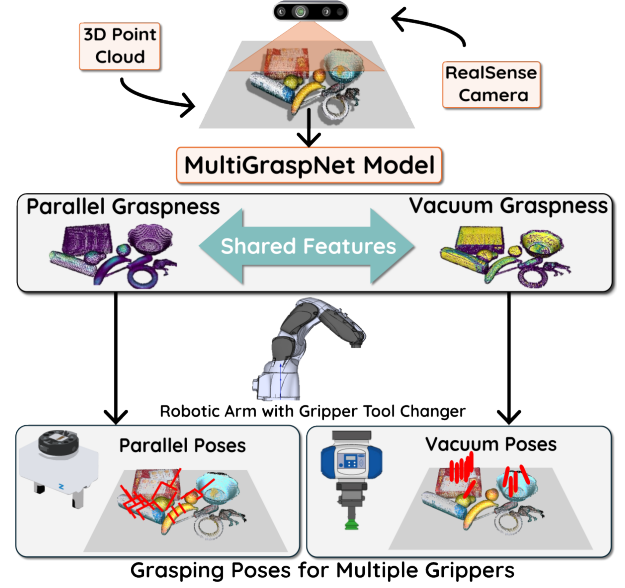 3D Point
Cloud
RealSense
Camera
MultiGraspNet Model
Parallel Graspness
Vacuum Graspness
Shared Features
Robotic Arm with Gripper Tool Changer
Parallel Poses
Vacuum Poses
Grasping Poses for Multiple Grippers